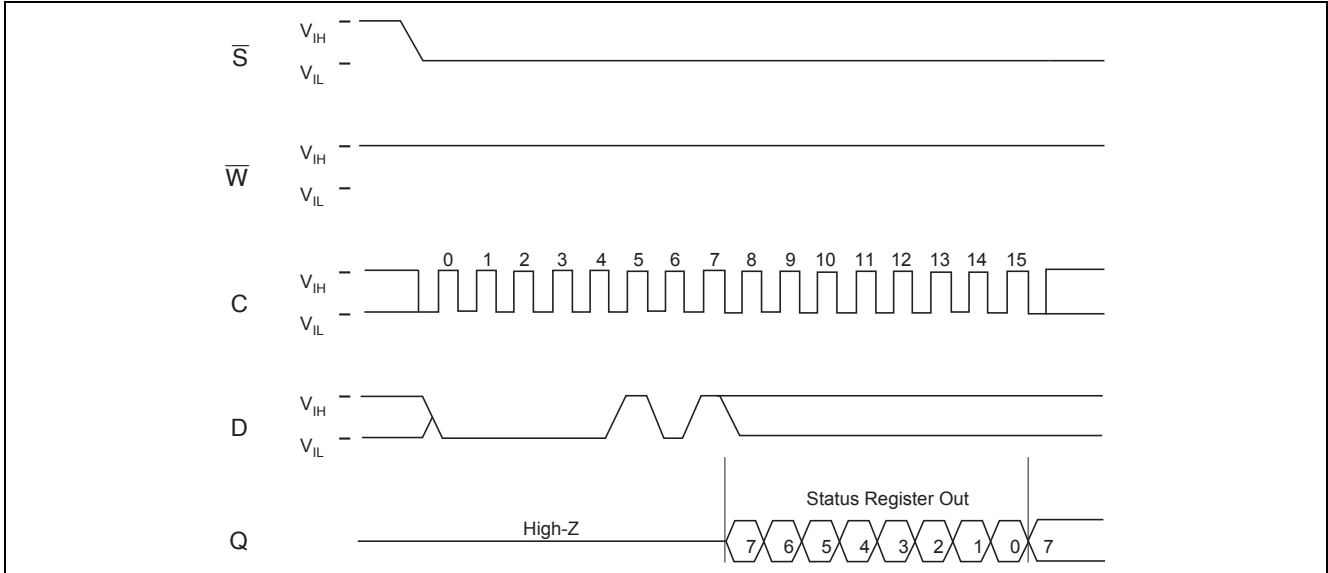 S̅
V_IH
V_IL
W̅
V_IH
V_IL
0 1 2 3 4 5 6 7 8 9 10 11 12 13 14 15
C
V_IH
V_IL
D
V_IH
V_IL
Status Register Out
Q
High-Z
7 6 5 4 3 2 1 0 7